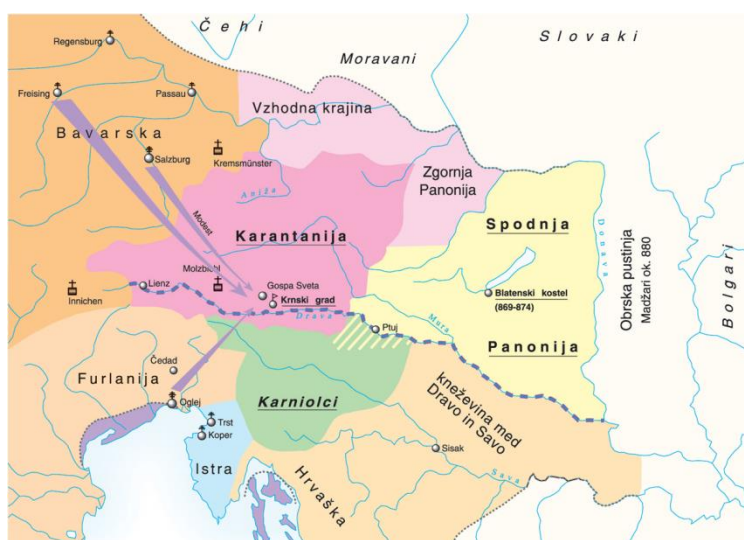 Čehi
Moravani
Slovaki
Regensburg
Freising
Passau
Bavarska
Vzhodna krajina
Salzburg
Kremsmünster
Zgornja
Panonija
Aniža
Modest
Karantanija
Spodnja
Donava
Obrska pustinja
Madžari ok. 880
Bolgari
Innichen
Lienz
Molzbichl
Gospa Sveta
Krnski grad
Drava
Blatenski kostel
(869-874)
Mura
Ptuj
Panonija
Čedad
Furlanija
Oglej
Karniolci
kneževina med
Dravo in Savo
Trst
Koper
Istra
Sisak
Sava
Hrvaška